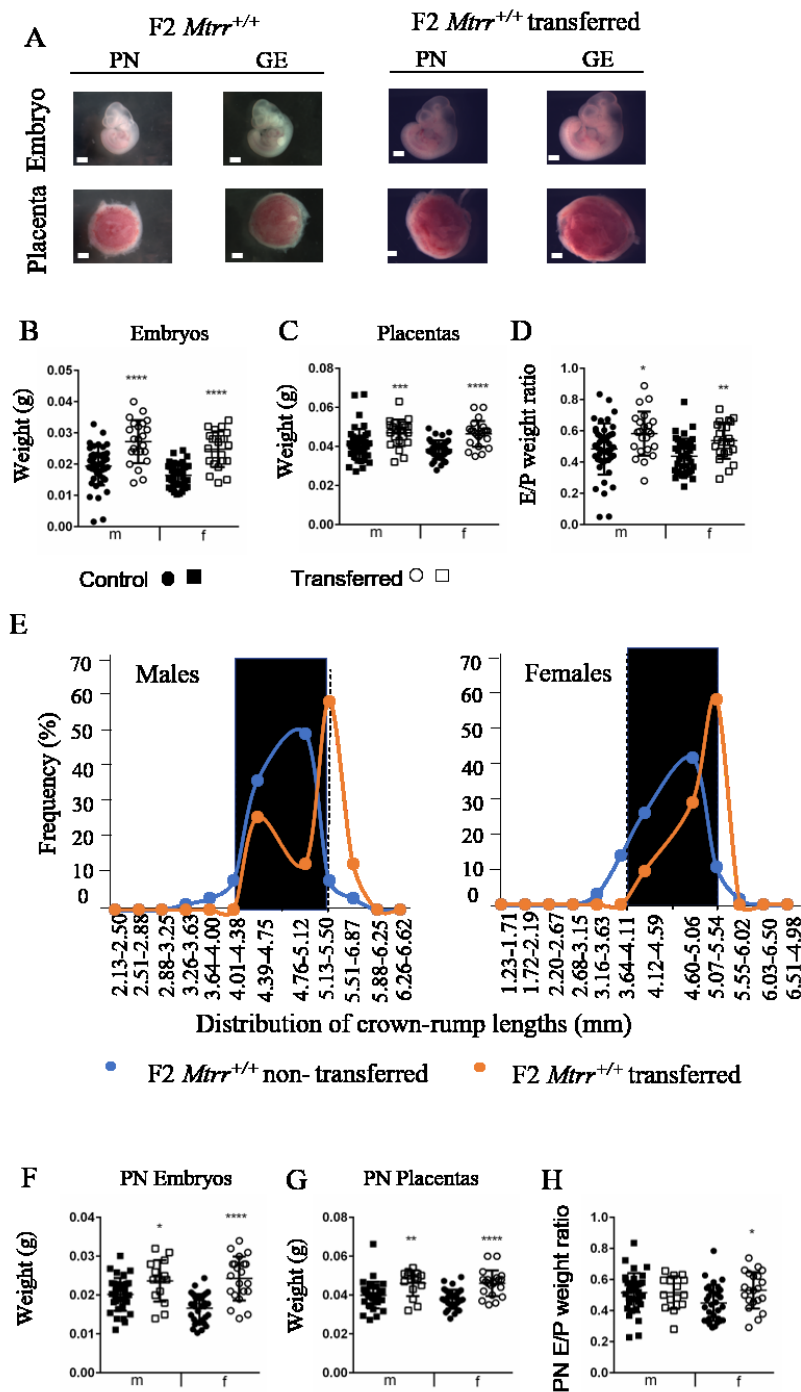 A
F2 Mtrr+/+
F2 Mtrr+/+ transferred
PN
GE
PN
GE
Embryo
Placenta
B
Embryos
C
Placentas
D
Weight (g)
0.05
0.04
0.03
0.02
0.01
0.00
****
****
m
f
Weight (g)
0.08
0.06
0.04
0.02
0.00
***
****
m
f
E/P weight ratio
1.0
0.8
0.6
0.4
0.2
0.0
*
**
m
f
Control
Transferred
E
Males
Frequency (%)
70
60
50
40
30
20
10
0
2.13-2.50
2.51-2.88
2.88-3.25
3.26-3.63
3.64-4.00
4.01-4.38
4.39-4.75
4.76-5.12
5.13-5.50
5.51-6.87
5.88-6.25
6.26-6.62
Females
70
60
50
40
30
20
10
0
1.23-1.71
1.72-2.19
2.20-2.67
2.68-3.15
3.16-3.63
3.64-4.11
4.12-4.59
4.60-5.06
5.07-5.54
5.55-6.02
6.03-6.50
6.51-4.98
Distribution of crown-rump lengths (mm)
F2 Mtrr+/+ non- transferred
F2 Mtrr+/+ transferred
F
PN Embryos
G
PN Placentas
H
Weight (g)
0.04
0.03
0.02
0.01
0.00
*
****
m
f
Weight (g)
0.08
0.06
0.04
0.02
0.00
**
****
m
f
PN E/P weight ratio
1.0
0.8
0.6
0.4
0.2
0.0
*
m
f